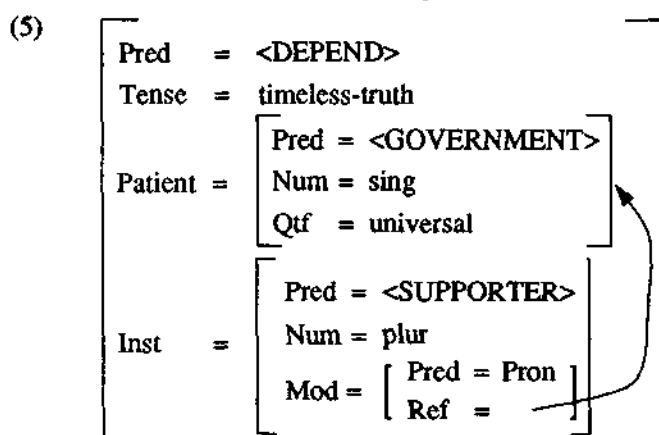 (5)
Pred = <DEPEND>
Tense = timeless-truth
Pred = <GOVERNMENT>
Patient = Num = sing
Qtf = universal
Pred = <SUPPORTER>
Inst = Num = plur
Mod = [ Pred = Pron
Ref = ]